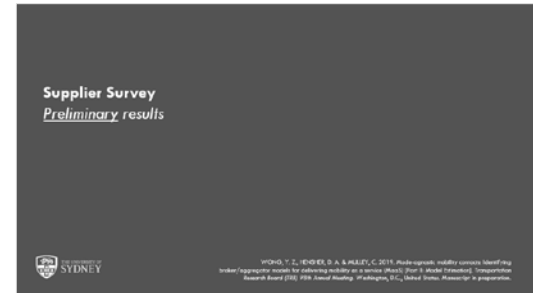 Supplier Survey
Preliminary results
THE UNIVERSITY OF
SYDNEY
WONG, Y. Z., HENSHER, D. A. & MULLEY, C. 2019. Mode-agnostic mobility contracts: Identifying
broker/aggregator models for delivering mobility as a service (MaaS) [Part II: Model Estimation]. Transportation
Research Board (TRB) 98th Annual Meeting. Washington, D.C., United States. Manuscript in preparation.